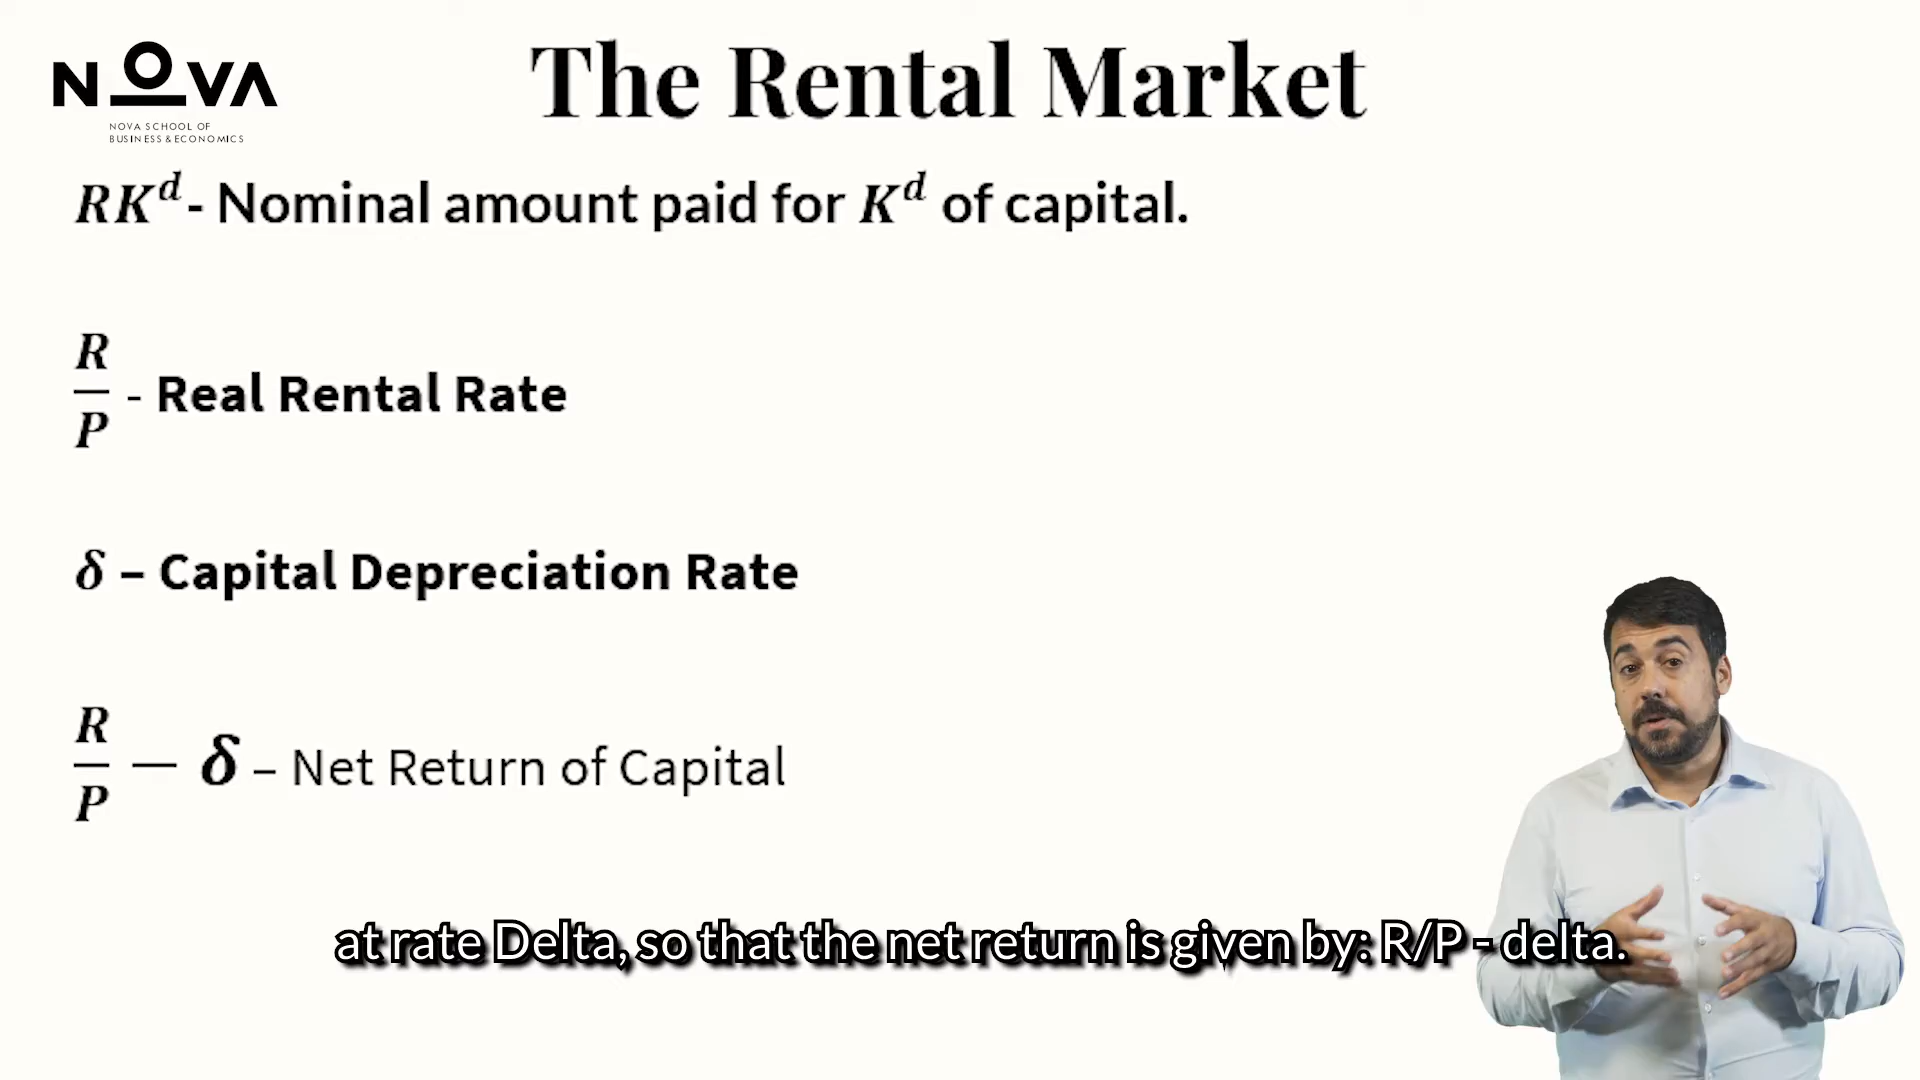 NOVA
NOVA SCHOOL OF
BUSINESS & ECONOMICS
The Rental Market
RK^d - Nominal amount paid for K^d of capital.
R/P - Real Rental Rate
δ – Capital Depreciation Rate
R/P − δ – Net Return of Capital
at rate Delta, so that the net return is given by: R/P - delta.